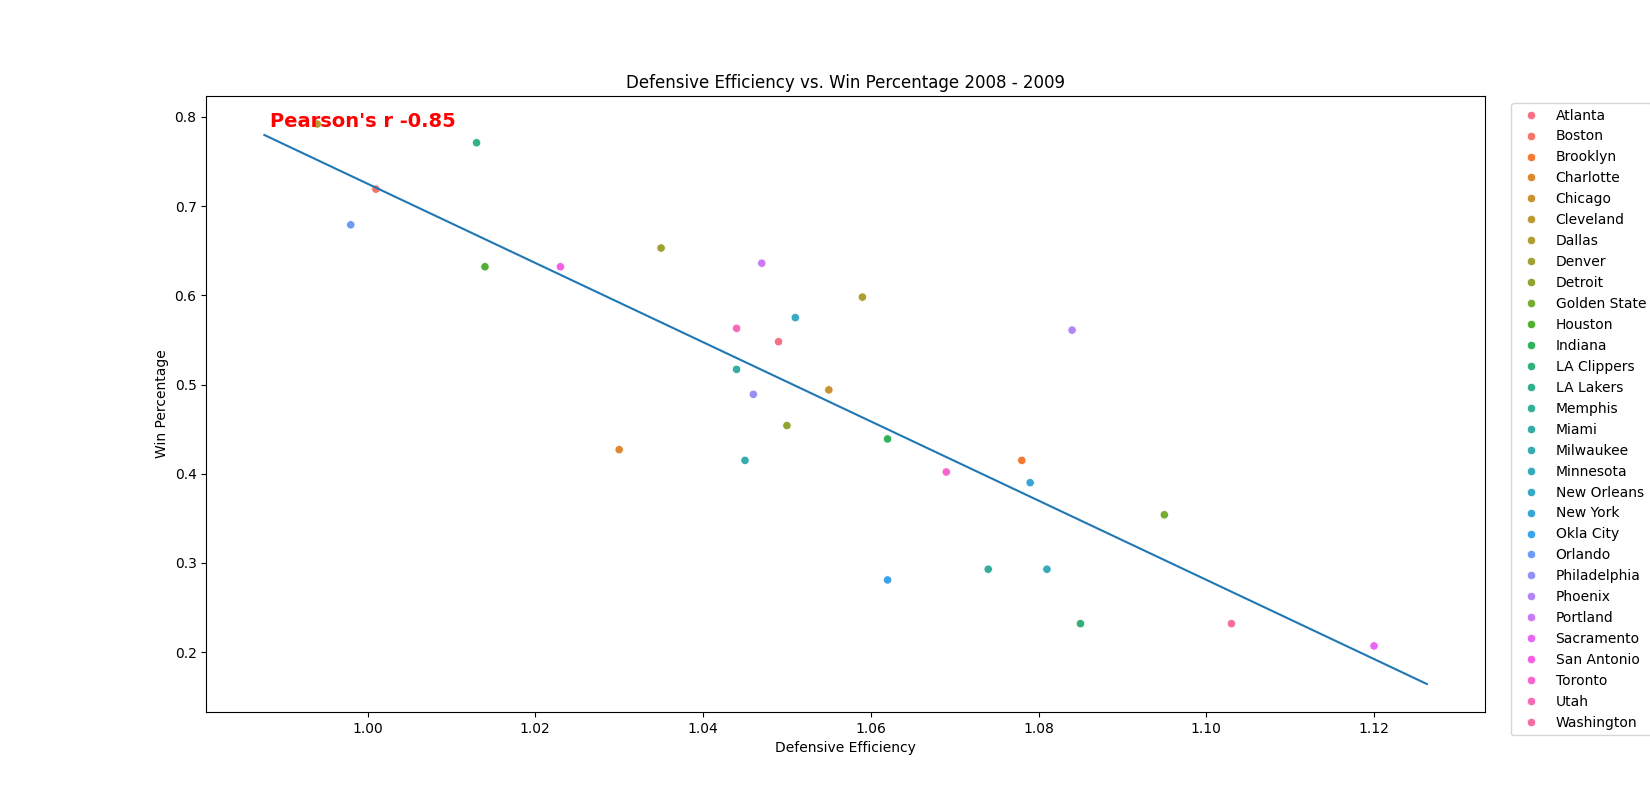 Defensive Efficiency vs. Win Percentage 2008 - 2009
Pearson's r -0.85
Win Percentage
0.8
0.7
0.6
0.5
0.4
0.3
0.2
1.00
1.02
1.04
1.06
1.08
1.10
1.12
Defensive Efficiency
Atlanta
Boston
Brooklyn
Charlotte
Chicago
Cleveland
Dallas
Denver
Detroit
Golden State
Houston
Indiana
LA Clippers
LA Lakers
Memphis
Miami
Milwaukee
Minnesota
New Orleans
New York
Okla City
Orlando
Philadelphia
Phoenix
Portland
Sacramento
San Antonio
Toronto
Utah
Washington